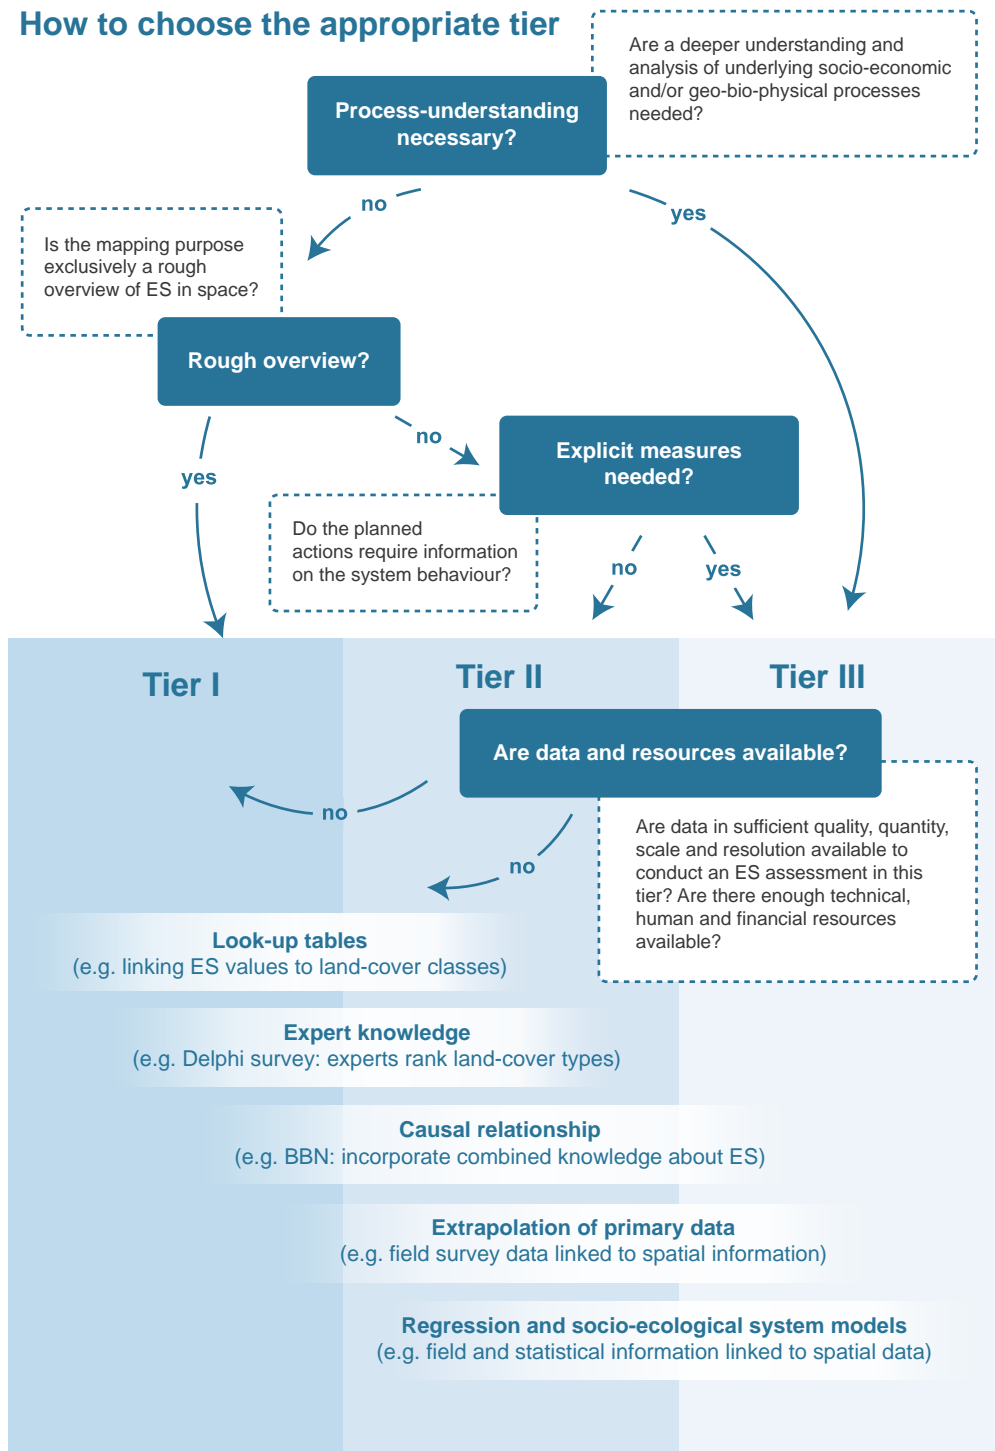 How to choose the appropriate tier
Are a deeper understanding and
analysis of underlying socio-economic
and/or geo-bio-physical processes
needed?
Process-understanding
necessary?
no
yes
Is the mapping purpose
exclusively a rough
overview of ES in space?
Rough overview?
no
yes
Explicit measures
needed?
Do the planned
actions require information
on the system behaviour?
no
yes
Tier I
Tier II
Tier III
Are data and resources available?
no
no
Are data in sufficient quality, quantity,
scale and resolution available to
conduct an ES assessment in this
tier? Are there enough technical,
human and financial resources
available?
Look-up tables
(e.g. linking ES values to land-cover classes)
Expert knowledge
(e.g. Delphi survey: experts rank land-cover types)
Causal relationship
(e.g. BBN: incorporate combined knowledge about ES)
Extrapolation of primary data
(e.g. field survey data linked to spatial information)
Regression and socio-ecological system models
(e.g. field and statistical information linked to spatial data)